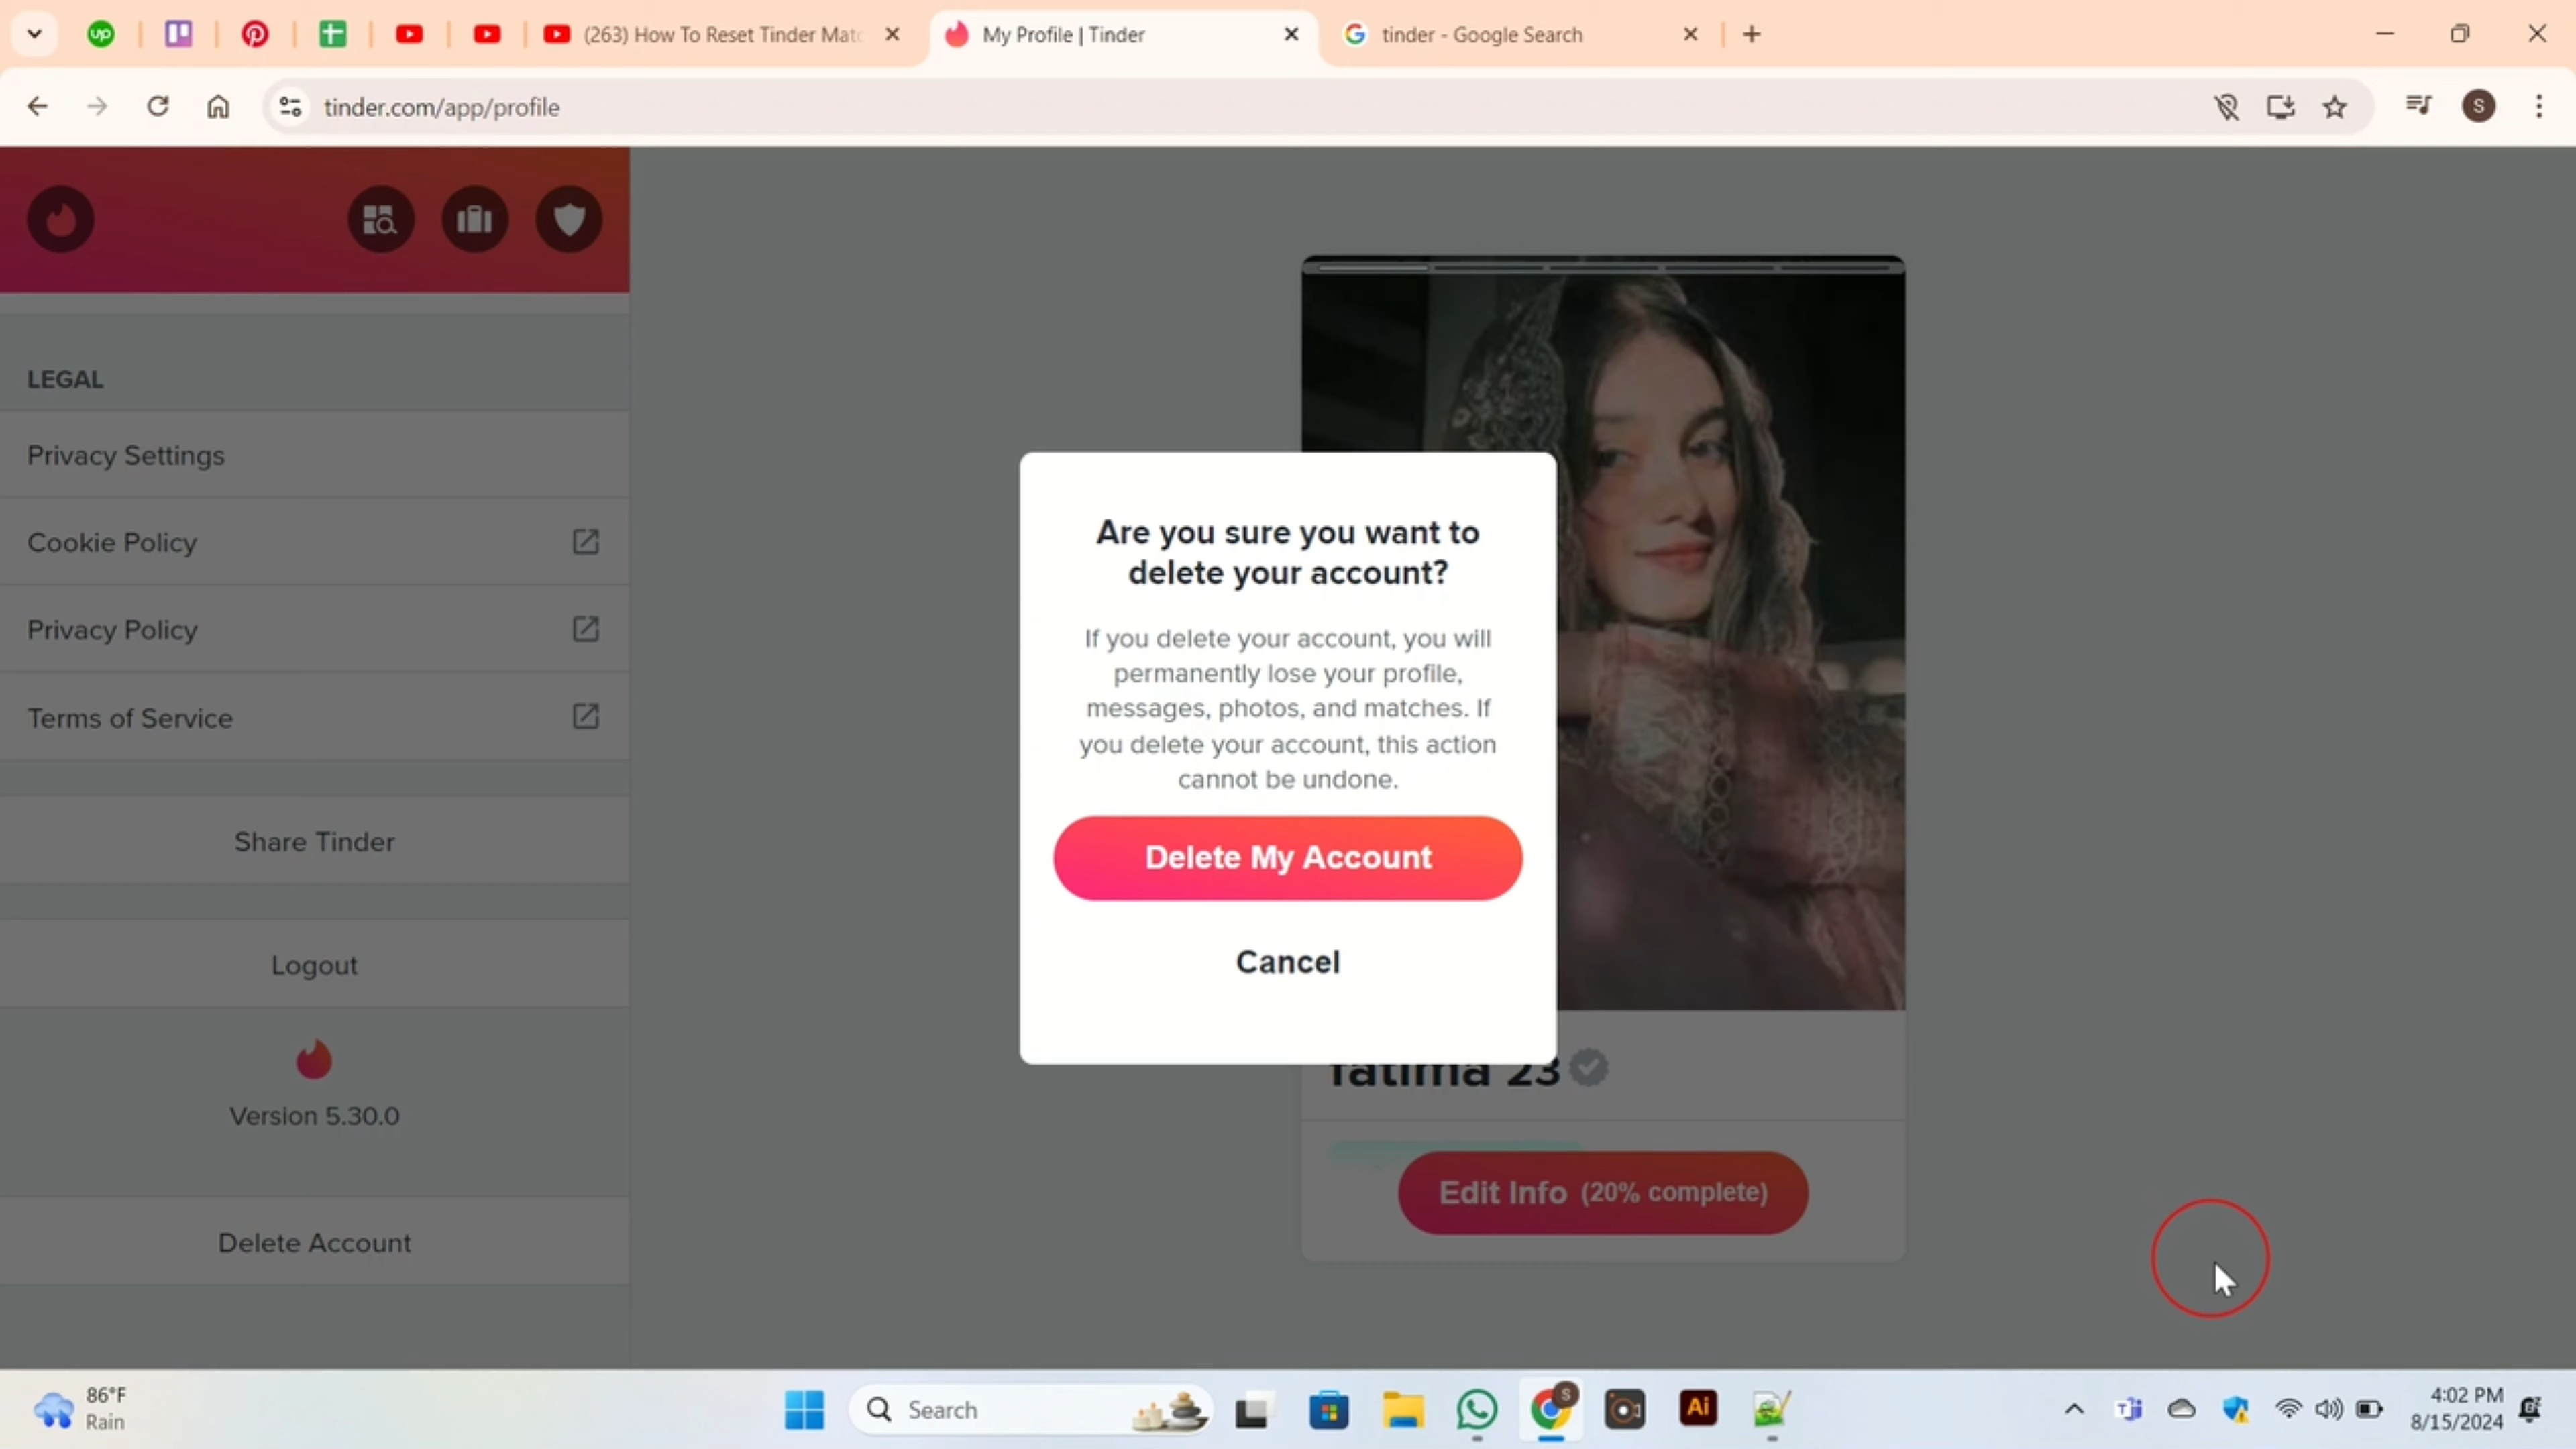 (263) How To Reset Tinder Matc
My Profile | Tinder
tinder - Google Search
tinder.com/app/profile
S
LEGAL
Privacy Settings
Cookie Policy
Privacy Policy
Terms of Service
Share Tinder
Logout
Version 5.30.0
Delete Account
Are you sure you want to
delete your account?
If you delete your account, you will
permanently lose your profile,
messages, photos, and matches. If
you delete your account, this action
cannot be undone.
Delete My Account
Cancel
fatima 23
Edit Info (20% complete)
86°F
Rain
Search
S
Ai
4:02 PM
8/15/2024